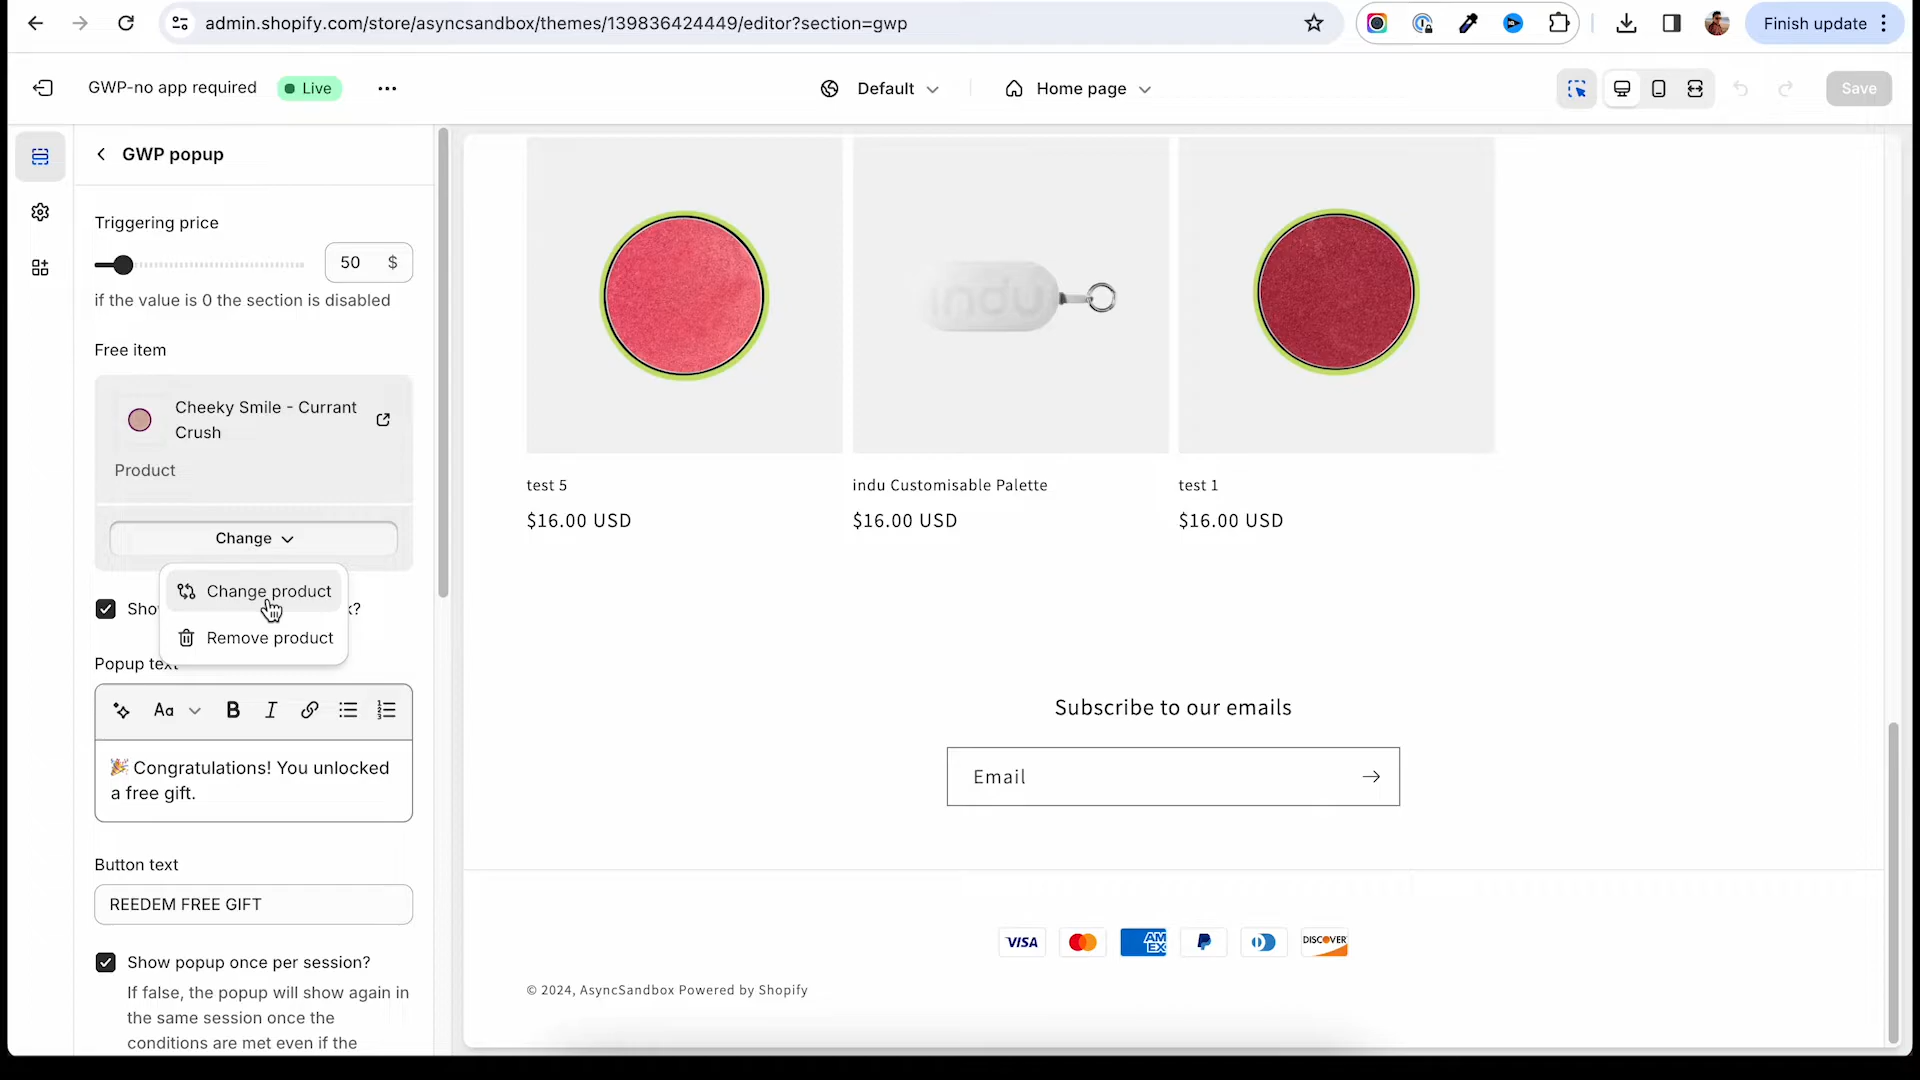 admin.shopify.com/store/asyncsandbox/themes/139836424449/editor?section=gwp
Finish update
GWP-no app required
Live
Default
Home page
Save
GWP popup
Triggering price
50 $
if the value is 0 the section is disabled
Free item
Cheeky Smile - Currant
Crush
Product
Change
Change product
Sho
k?
Remove product
Popup text
Aa
B
I
🎉 Congratulations! You unlocked
a free gift.
Button text
REEDEM FREE GIFT
Show popup once per session?
If false, the popup will show again in
the same session once the
conditions are met even if the
indu
test 5
$16.00 USD
indu Customisable Palette
$16.00 USD
test 1
$16.00 USD
Subscribe to our emails
Email
VISA
AMEX
DISCOVER
© 2024, AsyncSandbox Powered by Shopify